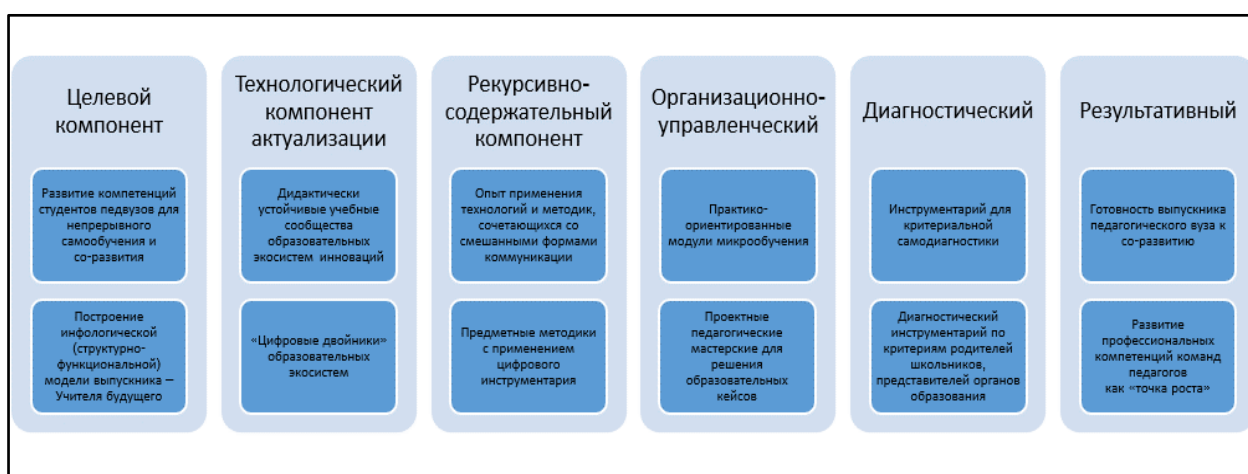 Целевой
компонент
Развитие компетенций
студентов педвузов для
непрерывного
самообучения и
со-развития
Построение
инфологической
(структурно-
функциональной)
модели выпускника –
Учителя будущего
Технологический
компонент
актуализации
Дидактически
устойчивые учебные
сообщества
образовательных
экосистем инноваций
«Цифровые двойники»
образовательных
экосистем
Рекурсивно-
содержательный
компонент
Опыт применения
технологий и методик,
сочетающихся со
смешанными формами
коммуникации
Предметные методики
с применением
цифрового
инструментария
Организационно-
управленческий
Практико-
ориентированные
модули микрообучения
Проектные
педагогические
мастерские для
решения
образовательных
кейсов
Диагностический
Инструментарий для
критериальной
самодиагностики
Диагностический
инструментарий по
критериям родителей
школьников,
представителей органов
образования
Результативный
Готовность выпускника
педагогического вуза к
со-развитию
Развитие
профессиональных
компетенций команд
педагогов
как «точка роста»